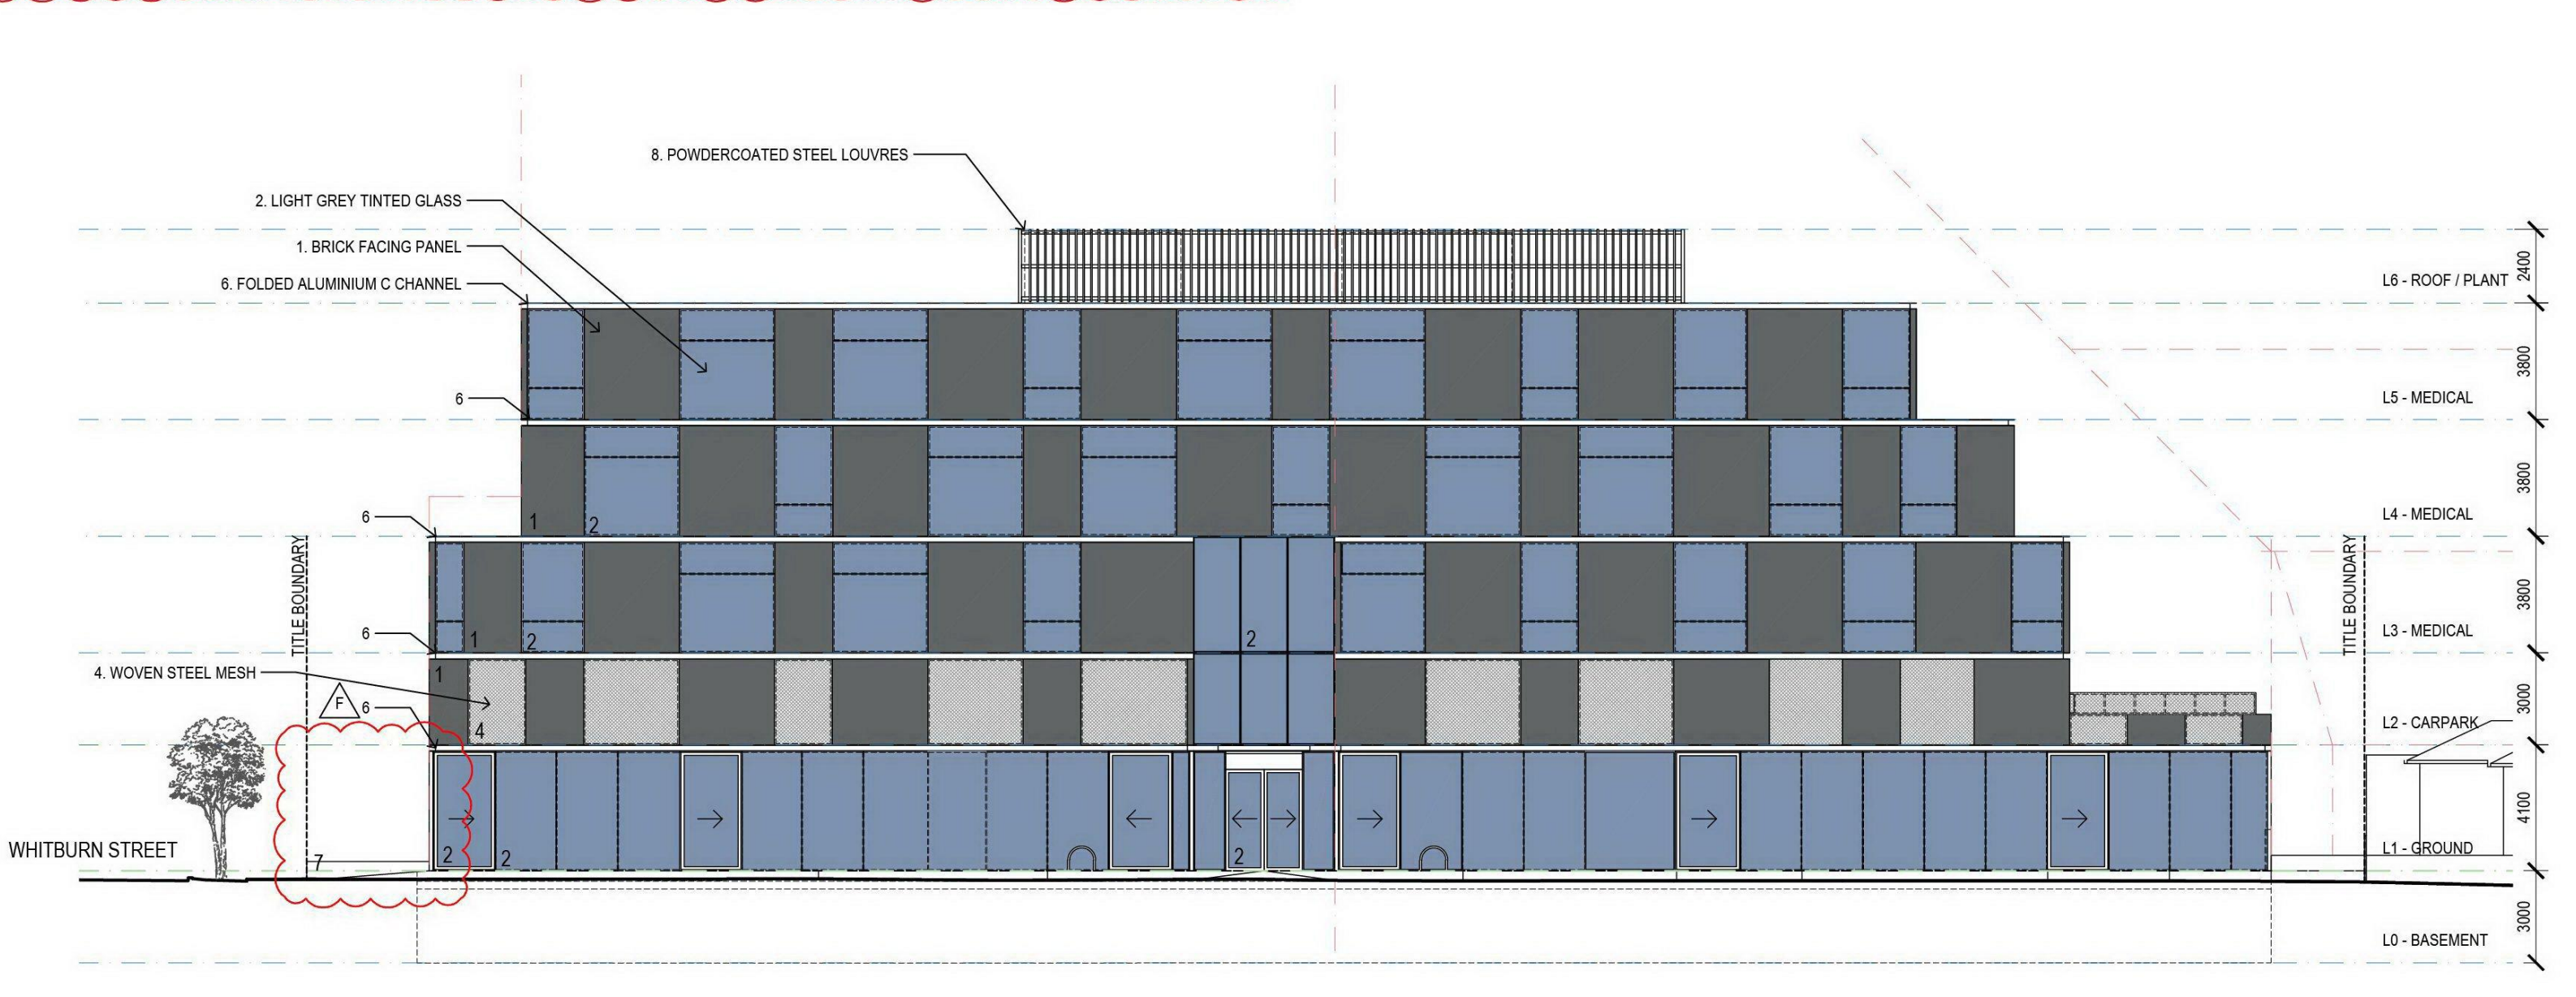 8. POWDERCOATED STEEL LOUVRES
2. LIGHT GREY TINTED GLASS
1. BRICK FACING PANEL
6. FOLDED ALUMINIUM C CHANNEL
L6 - ROOF / PLANT
2400
6
L5 - MEDICAL
3800
6
1
2
L4 - MEDICAL
3800
TITLE BOUNDARY
TITLE BOUNDARY
6
1
2
2
L3 - MEDICAL
3800
4. WOVEN STEEL MESH
1
F
6
4
L2 - CARPARK
3000
WHITBURN STREET
7
2
2
2
L1 - GROUND
4100
L0 - BASEMENT
3000